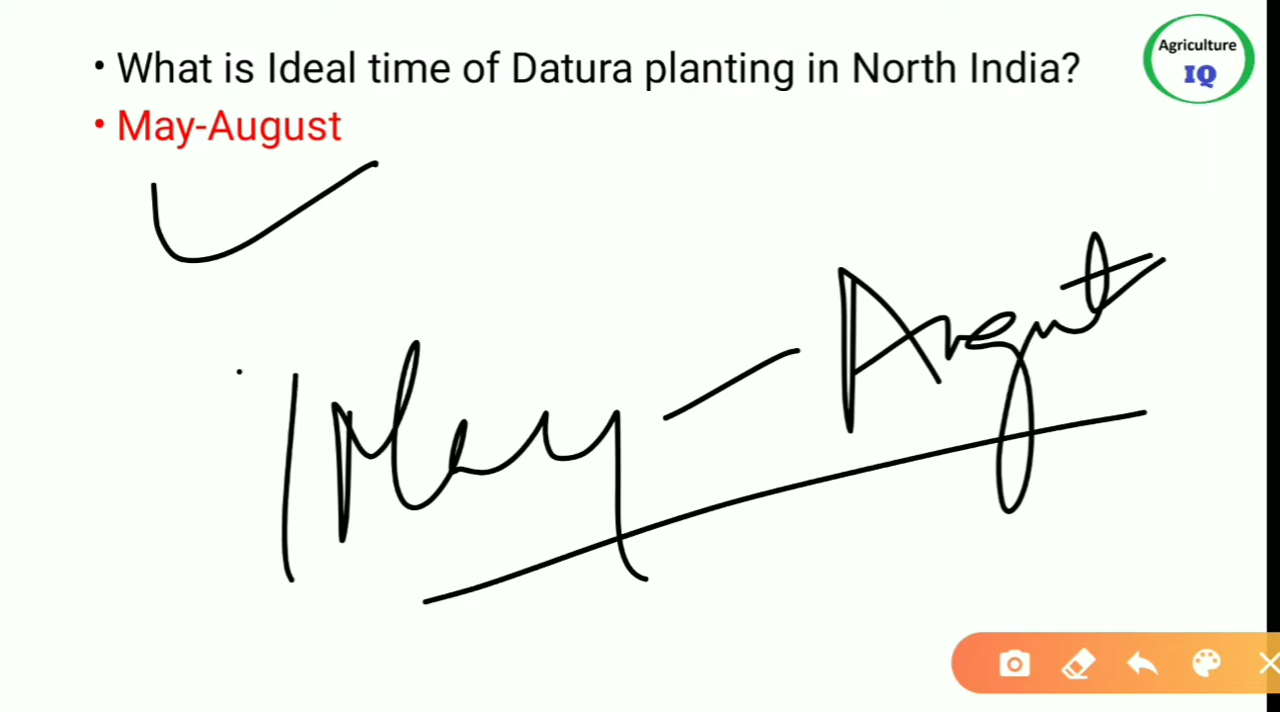 • What is Ideal time of Datura planting in North India?
• May-August
Agriculture
IQ
May - August